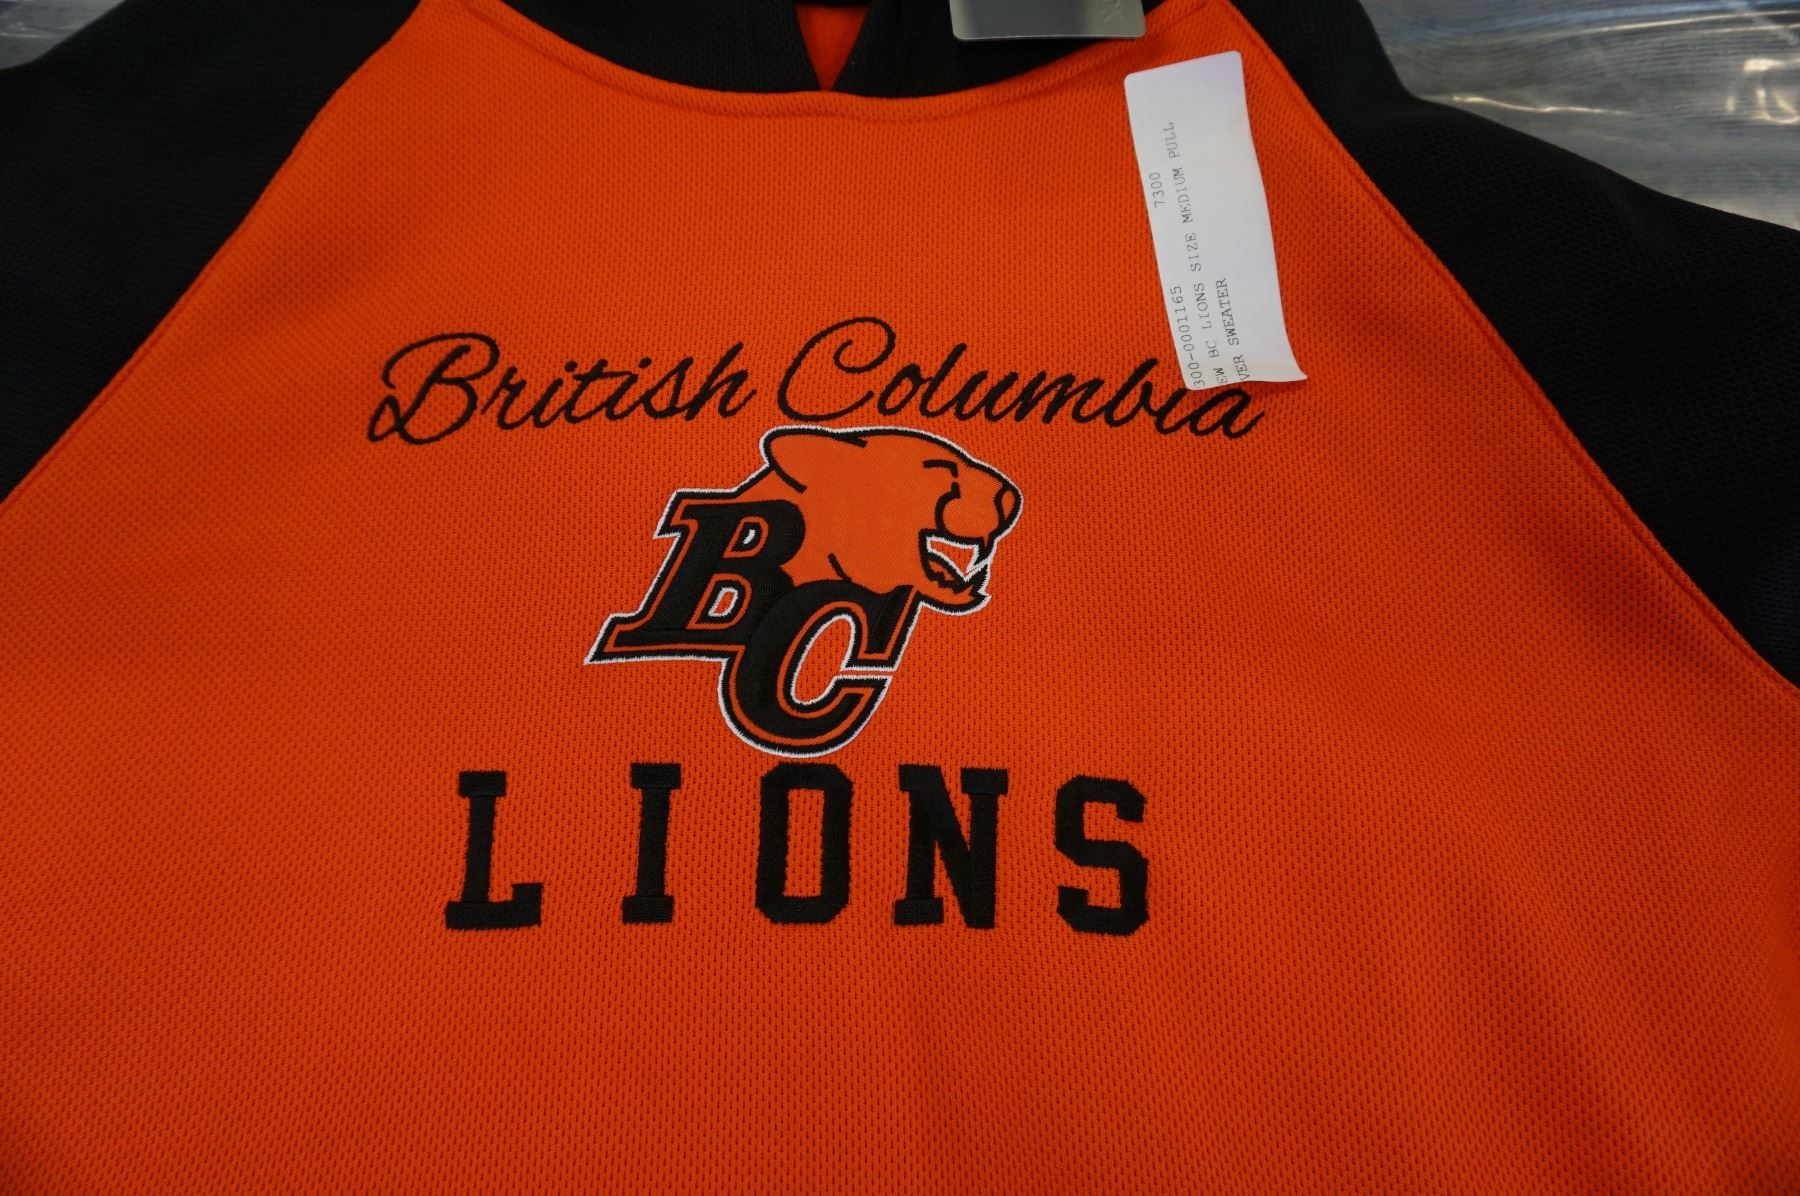 7300
300-0001165
EW BC LIONS SIZE MEDIUM PULL
VER SWEATER
British Columbia
BC
LIONS